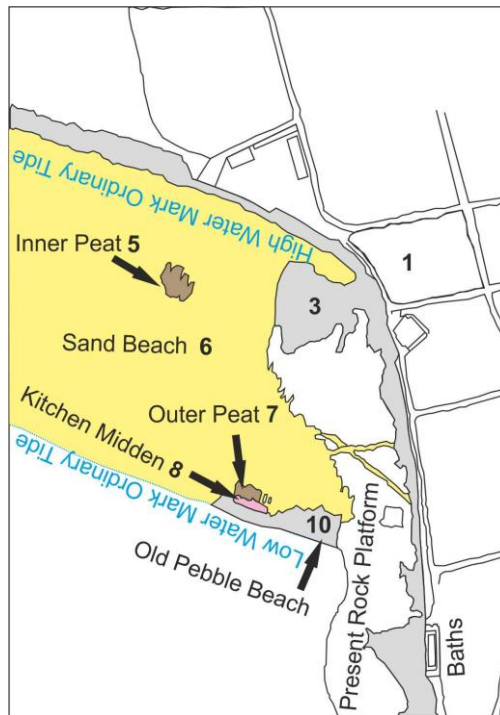 High Water Mark Ordinary Tide
Inner Peat 5
1
3
Sand Beach 6
Outer Peat 7
Kitchen Midden 8
Low Water Mark Ordinary Tide
10
Old Pebble Beach
Present Rock Platform
Baths